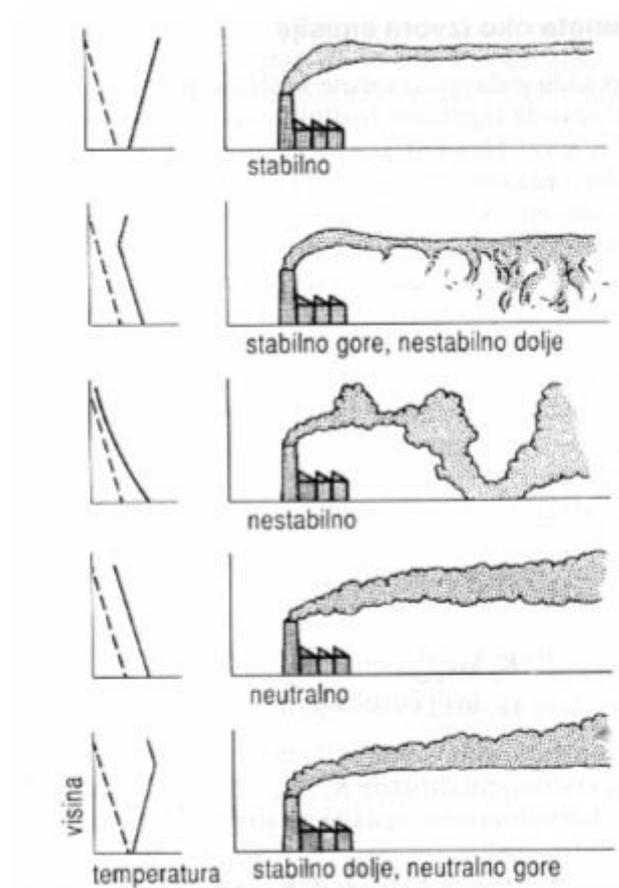 stabilno
stabilno gore, nestabilno dolje
nestabilno
neutralno
visina
temperatura
stabilno dolje, neutralno gore